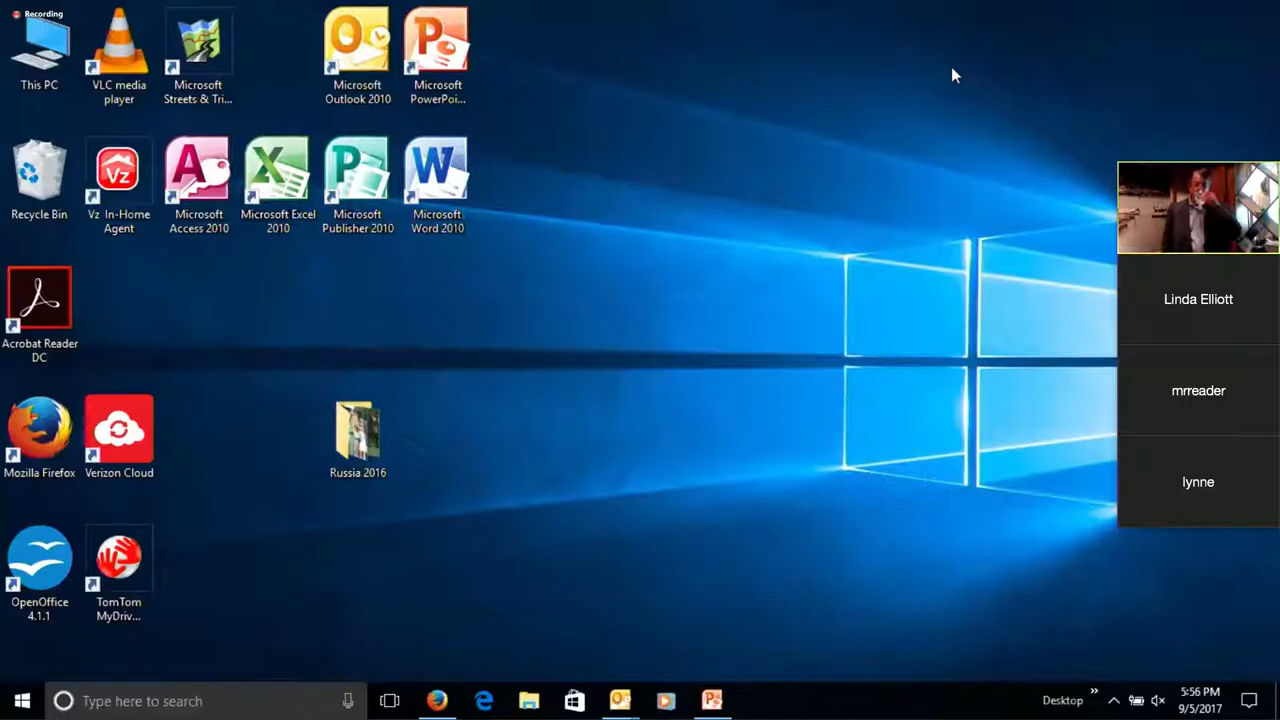 Recording
This PC
VLC media
player
Microsoft
Streets & Tri...
Microsoft
Outlook 2010
Microsoft
PowerPoi...
Recycle Bin
Vz In-Home
Agent
Microsoft
Access 2010
Microsoft Excel
2010
Microsoft
Publisher 2010
Microsoft
Word 2010
Acrobat Reader
DC
Mozilla Firefox
Verizon Cloud
Russia 2016
OpenOffice
4.1.1
TomTom
MyDriv...
Linda Elliott
mrreader
lynne
Type here to search
Desktop
5:56 PM
9/5/2017